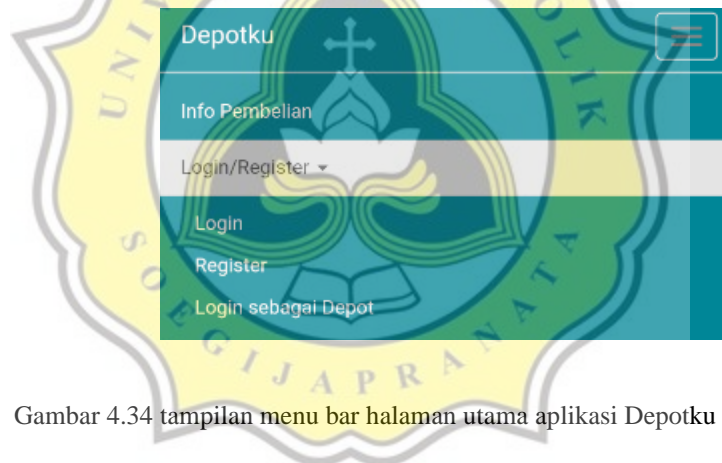 Depotku
Info Pembelian
Login/Register
Login
Register
Login sebagai Depot
SOEGIJAPRANATA
Gambar 4.34 tampilan menu bar halaman utama aplikasi Depotku